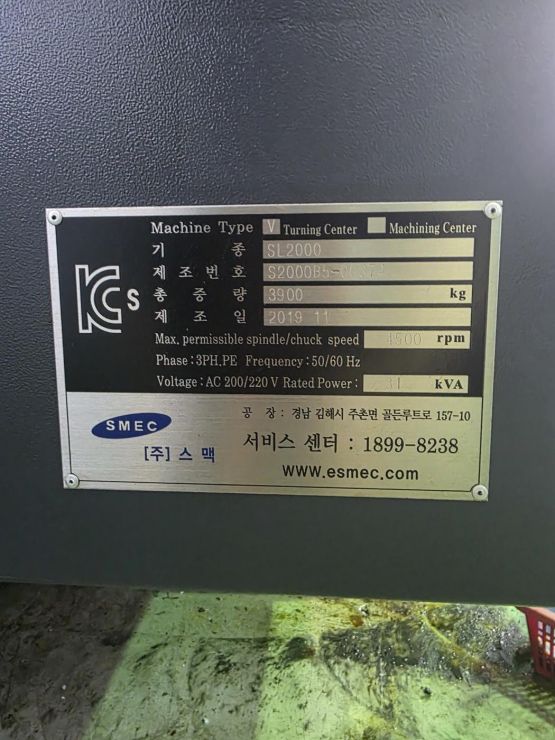 Machine Type V Turning Center Machining Center
기 종 SL2000
제 조 번 호
총 중 량 3900 kg
제 조 일 2019 11
Max. permissible spindle/chuck speed 4500 rpm
Phase : 3PH.PE Frequency : 50/60 Hz
Voltage : AC 200/220 V Rated Power : 31 kVA
KCs
SMEC
[주] 스 맥
공 장 : 경남 김해시 주촌면 골든루트로 157-10
서비스 센터 : 1899-8238
www.esmec.com